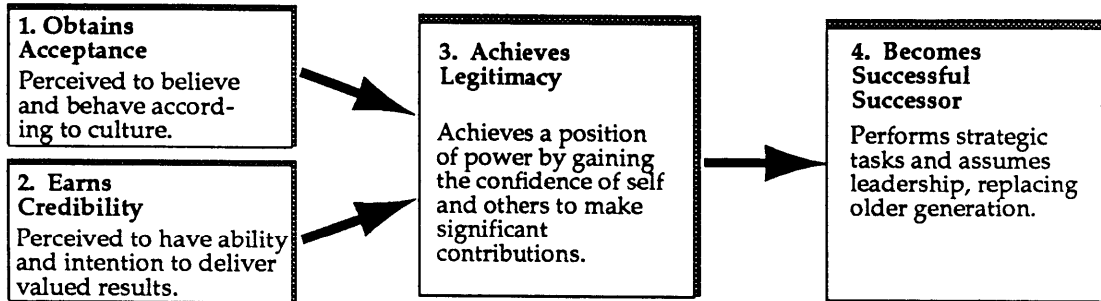 1. Obtains
Acceptance
Perceived to believe
and behave accord-
ing to culture.
2. Earns
Credibility
Perceived to have ability
and intention to deliver
valued results.
3. Achieves
Legitimacy
Achieves a position
of power by gaining
the confidence of self
and others to make
significant
contributions.
4. Becomes
Successful
Successor
Performs strategic
tasks and assumes
leadership, replacing
older generation.